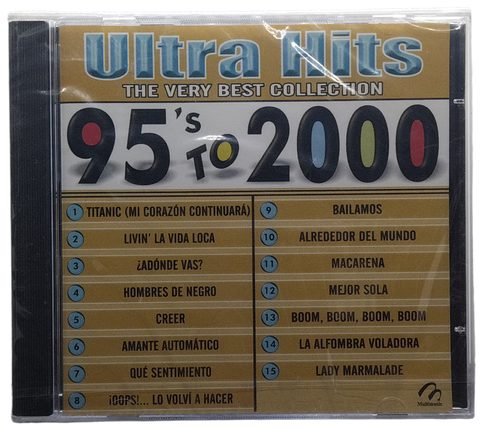 Ultra Hits
THE VERY BEST COLLECTION
95's TO 2000
1 TITANIC (MI CORAZÓN CONTINUARÁ)
2 LIVIN' LA VIDA LOCA
3 ¿ADÓNDE VAS?
4 HOMBRES DE NEGRO
5 CREER
6 AMANTE AUTOMÁTICO
7 QUÉ SENTIMIENTO
8 ¡OOPS!... LO VOLVÍ A HACER
9 BAILAMOS
10 ALREDEDOR DEL MUNDO
11 MACARENA
12 MEJOR SOLA
13 BOOM, BOOM, BOOM, BOOM
14 LA ALFOMBRA VOLADORA
15 LADY MARMALADE
Multimusic